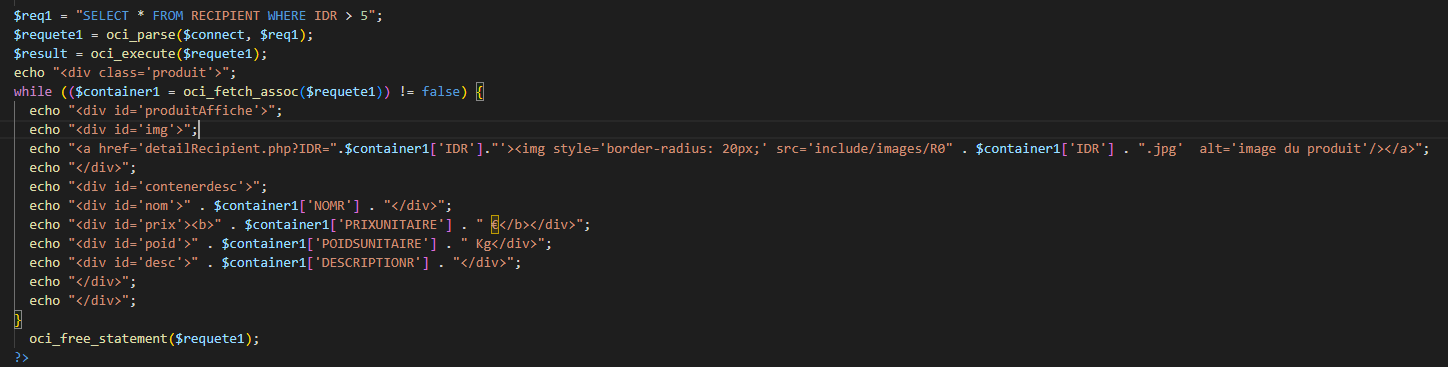 $req1 = "SELECT * FROM RECIPIENT WHERE IDR > 5";
$requete1 = oci_parse($connect, $req1);
$result = oci_execute($requete1);
echo "<div class='produit'>";
while (($container1 = oci_fetch_assoc($requete1)) != false) {
  echo "<div id='produitAffiche'>";
  echo "<div id='img'>";
  echo "<a href='detailRecipient.php?IDR=".$container1['IDR']."'><img style='border-radius: 20px;' src='include/images/R0" . $container1['IDR'] . ".jpg'  alt='image du produit'/></a>";
  echo "</div>";
  echo "<div id='contenerdesc'>";
  echo "<div id='nom'>" . $container1['NOMR'] . "</div>";
  echo "<div id='prix'><b>" . $container1['PRIXUNITAIRE'] . " €</b></div>";
  echo "<div id='poid'>" . $container1['POIDSUNITAIRE'] . " Kg</div>";
  echo "<div id='desc'>" . $container1['DESCRIPTIONR'] . "</div>";
  echo "</div>";
  echo "</div>";
}
  oci_free_statement($requete1);
?>